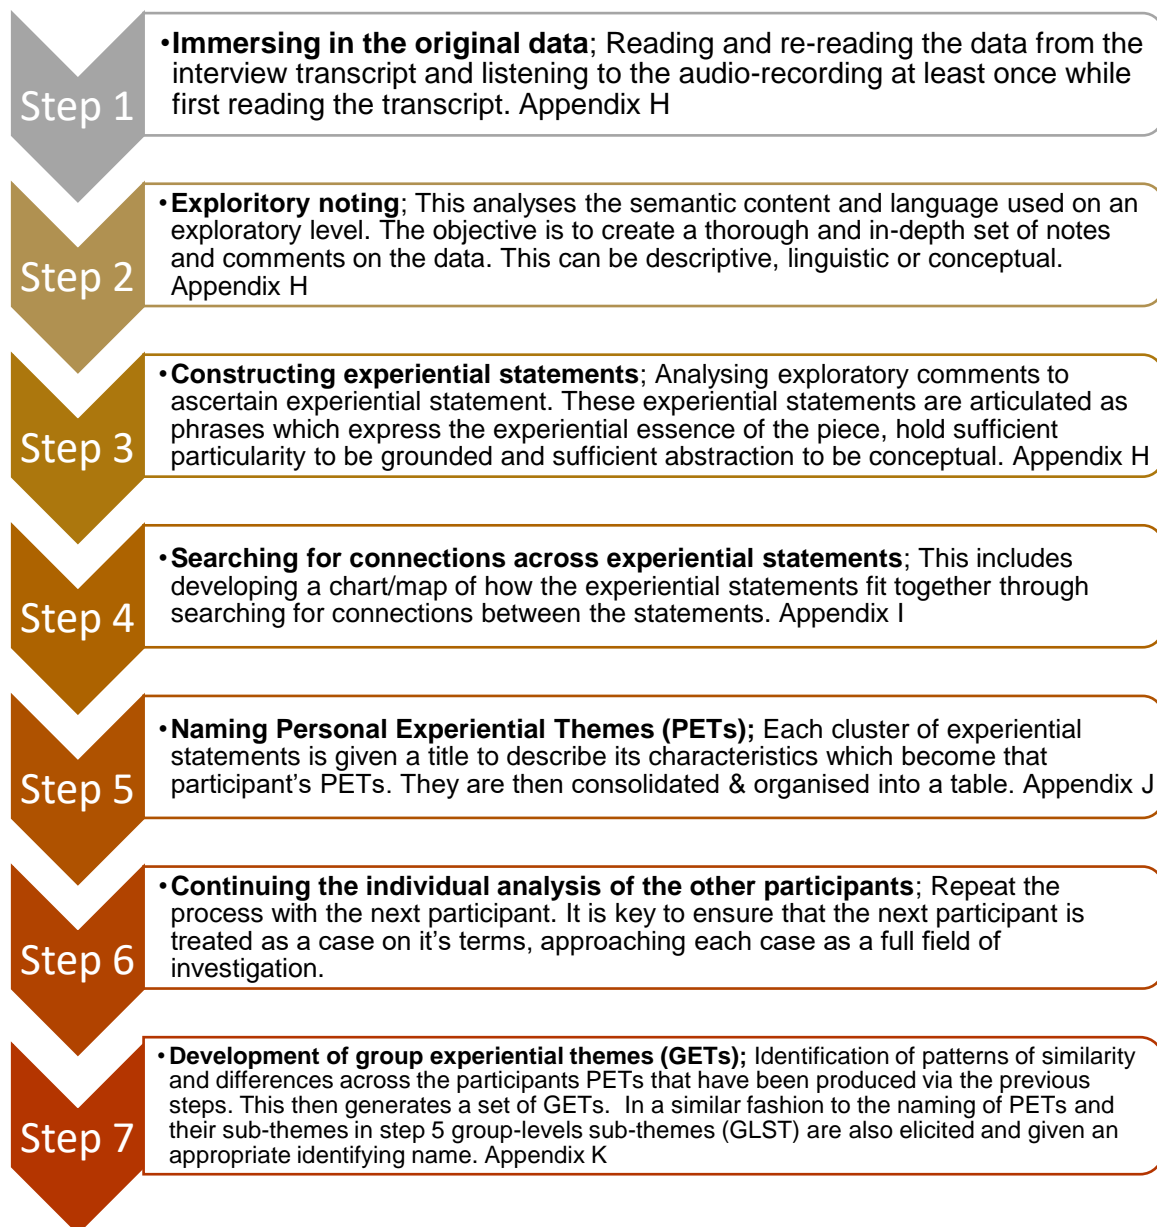 Step 1
•Immersing in the original data; Reading and re-reading the data from the
interview transcript and listening to the audio-recording at least once while
first reading the transcript. Appendix H
Step 2
•Exploritory noting; This analyses the semantic content and language used on an
exploratory level. The objective is to create a thorough and in-depth set of notes
and comments on the data. This can be descriptive, linguistic or conceptual.
Appendix H
Step 3
•Constructing experiential statements; Analysing exploratory comments to
ascertain experiential statement. These experiential statements are articulated as
phrases which express the experiential essence of the piece, hold sufficient
particularity to be grounded and sufficient abstraction to be conceptual. Appendix H
Step 4
•Searching for connections across experiential statements; This includes
developing a chart/map of how the experiential statements fit together through
searching for connections between the statements. Appendix I
Step 5
•Naming Personal Experiential Themes (PETs); Each cluster of experiential
statements is given a title to describe its characteristics which become that
participant's PETs. They are then consolidated & organised into a table. Appendix J
Step 6
•Continuing the individual analysis of the other participants; Repeat the
process with the next participant. It is key to ensure that the next participant is
treated as a case on it's terms, approaching each case as a full field of
investigation.
Step 7
•Development of group experiential themes (GETs); Identification of patterns of similarity
and differences across the participants PETs that have been produced via the previous
steps. This then generates a set of GETs. In a similar fashion to the naming of PETs and
their sub-themes in step 5 group-levels sub-themes (GLST) are also elicited and given an
appropriate identifying name. Appendix K